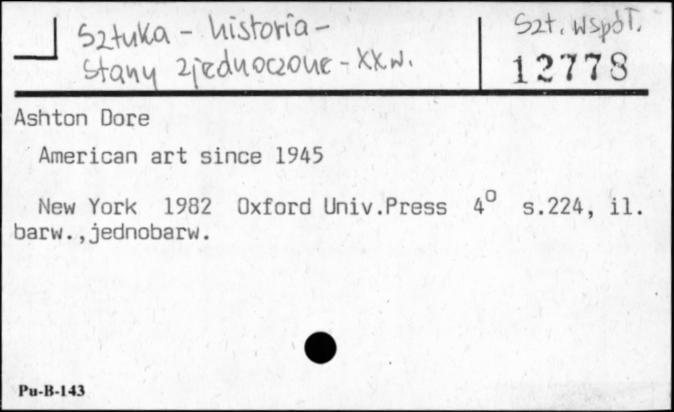 Sztuka - historia -
Stany zjednoczone - XX w.
Szt. współ.
12778
Ashton Dore
American art since 1945
New York 1982 Oxford Univ.Press 4° s.224, il.
barw..,jednobarw.
Pu-B-143